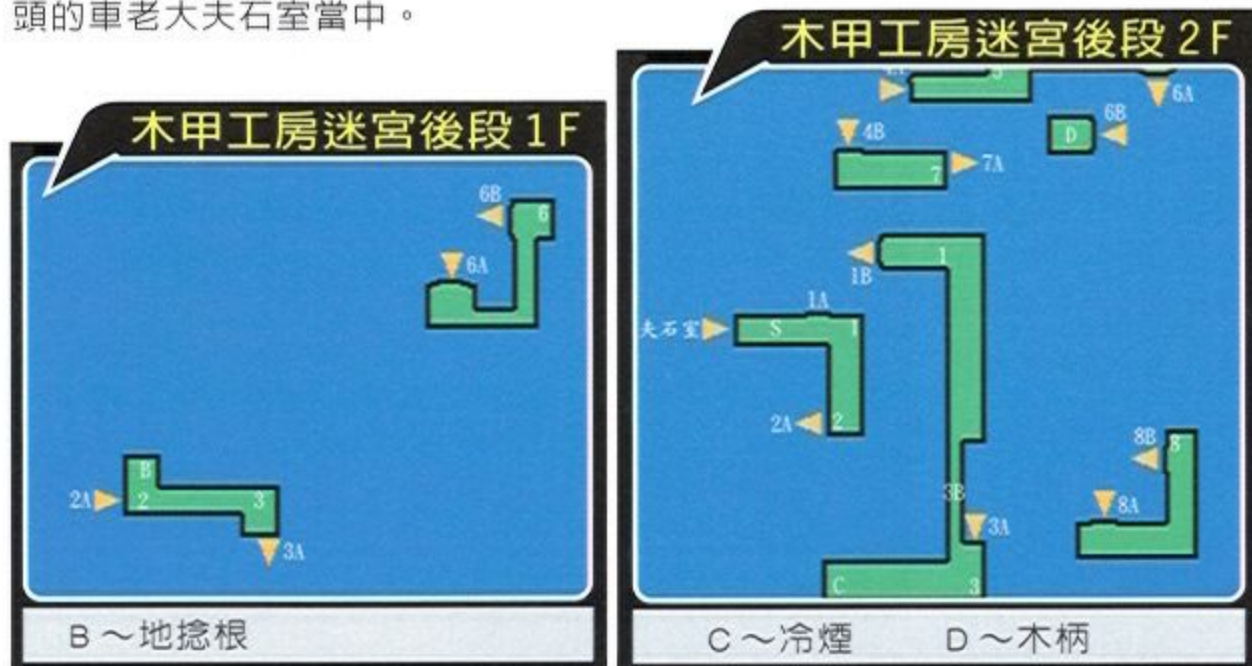 頭的車老大夫石室當中。
木甲工房迷宮後段1F
6B
6
6A
B
2A
2
3
3A
B～地捻根
木甲工房迷宮後段2F
5
6A
6B
4B
D
7
7A
1
1B
1A
夫石室
S
1
2A
2
8B
8
3B
3A
8A
C
3
C～冷煙 D～木柄